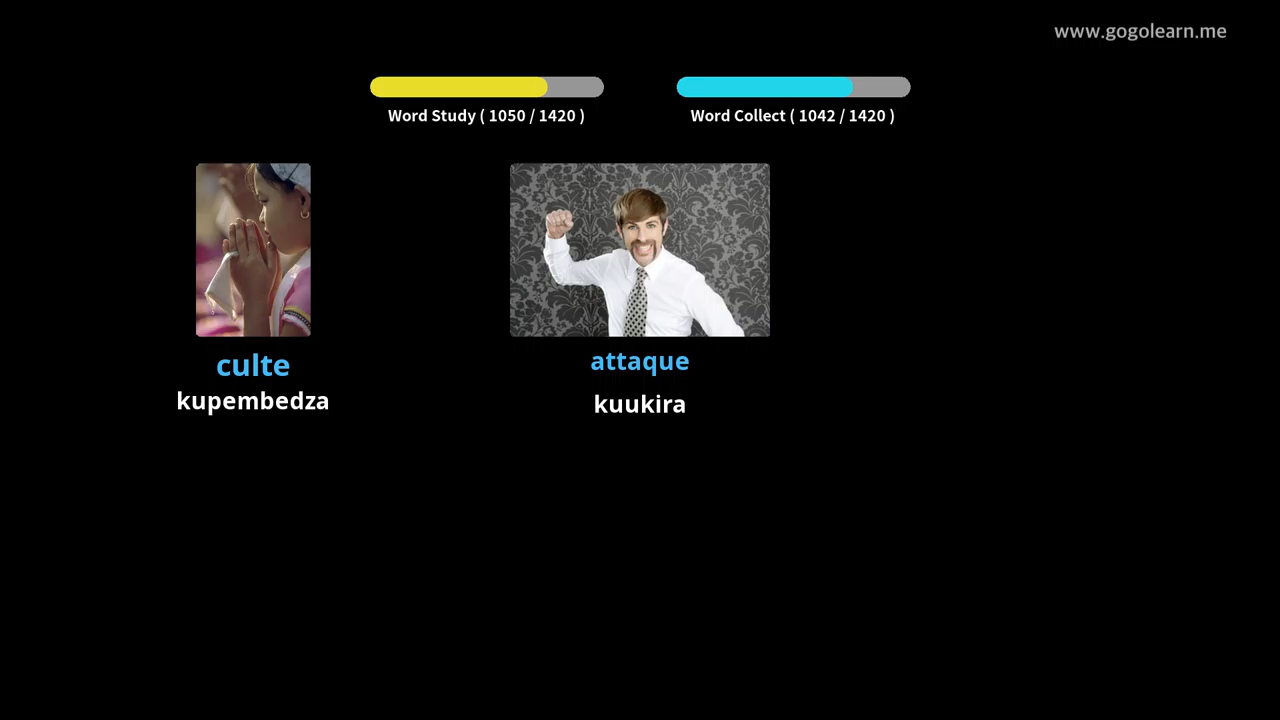 www.gogolearn.me
Word Study ( 1050 / 1420 )
Word Collect ( 1042 / 1420 )
culte
kupembedza
attaque
kuukira